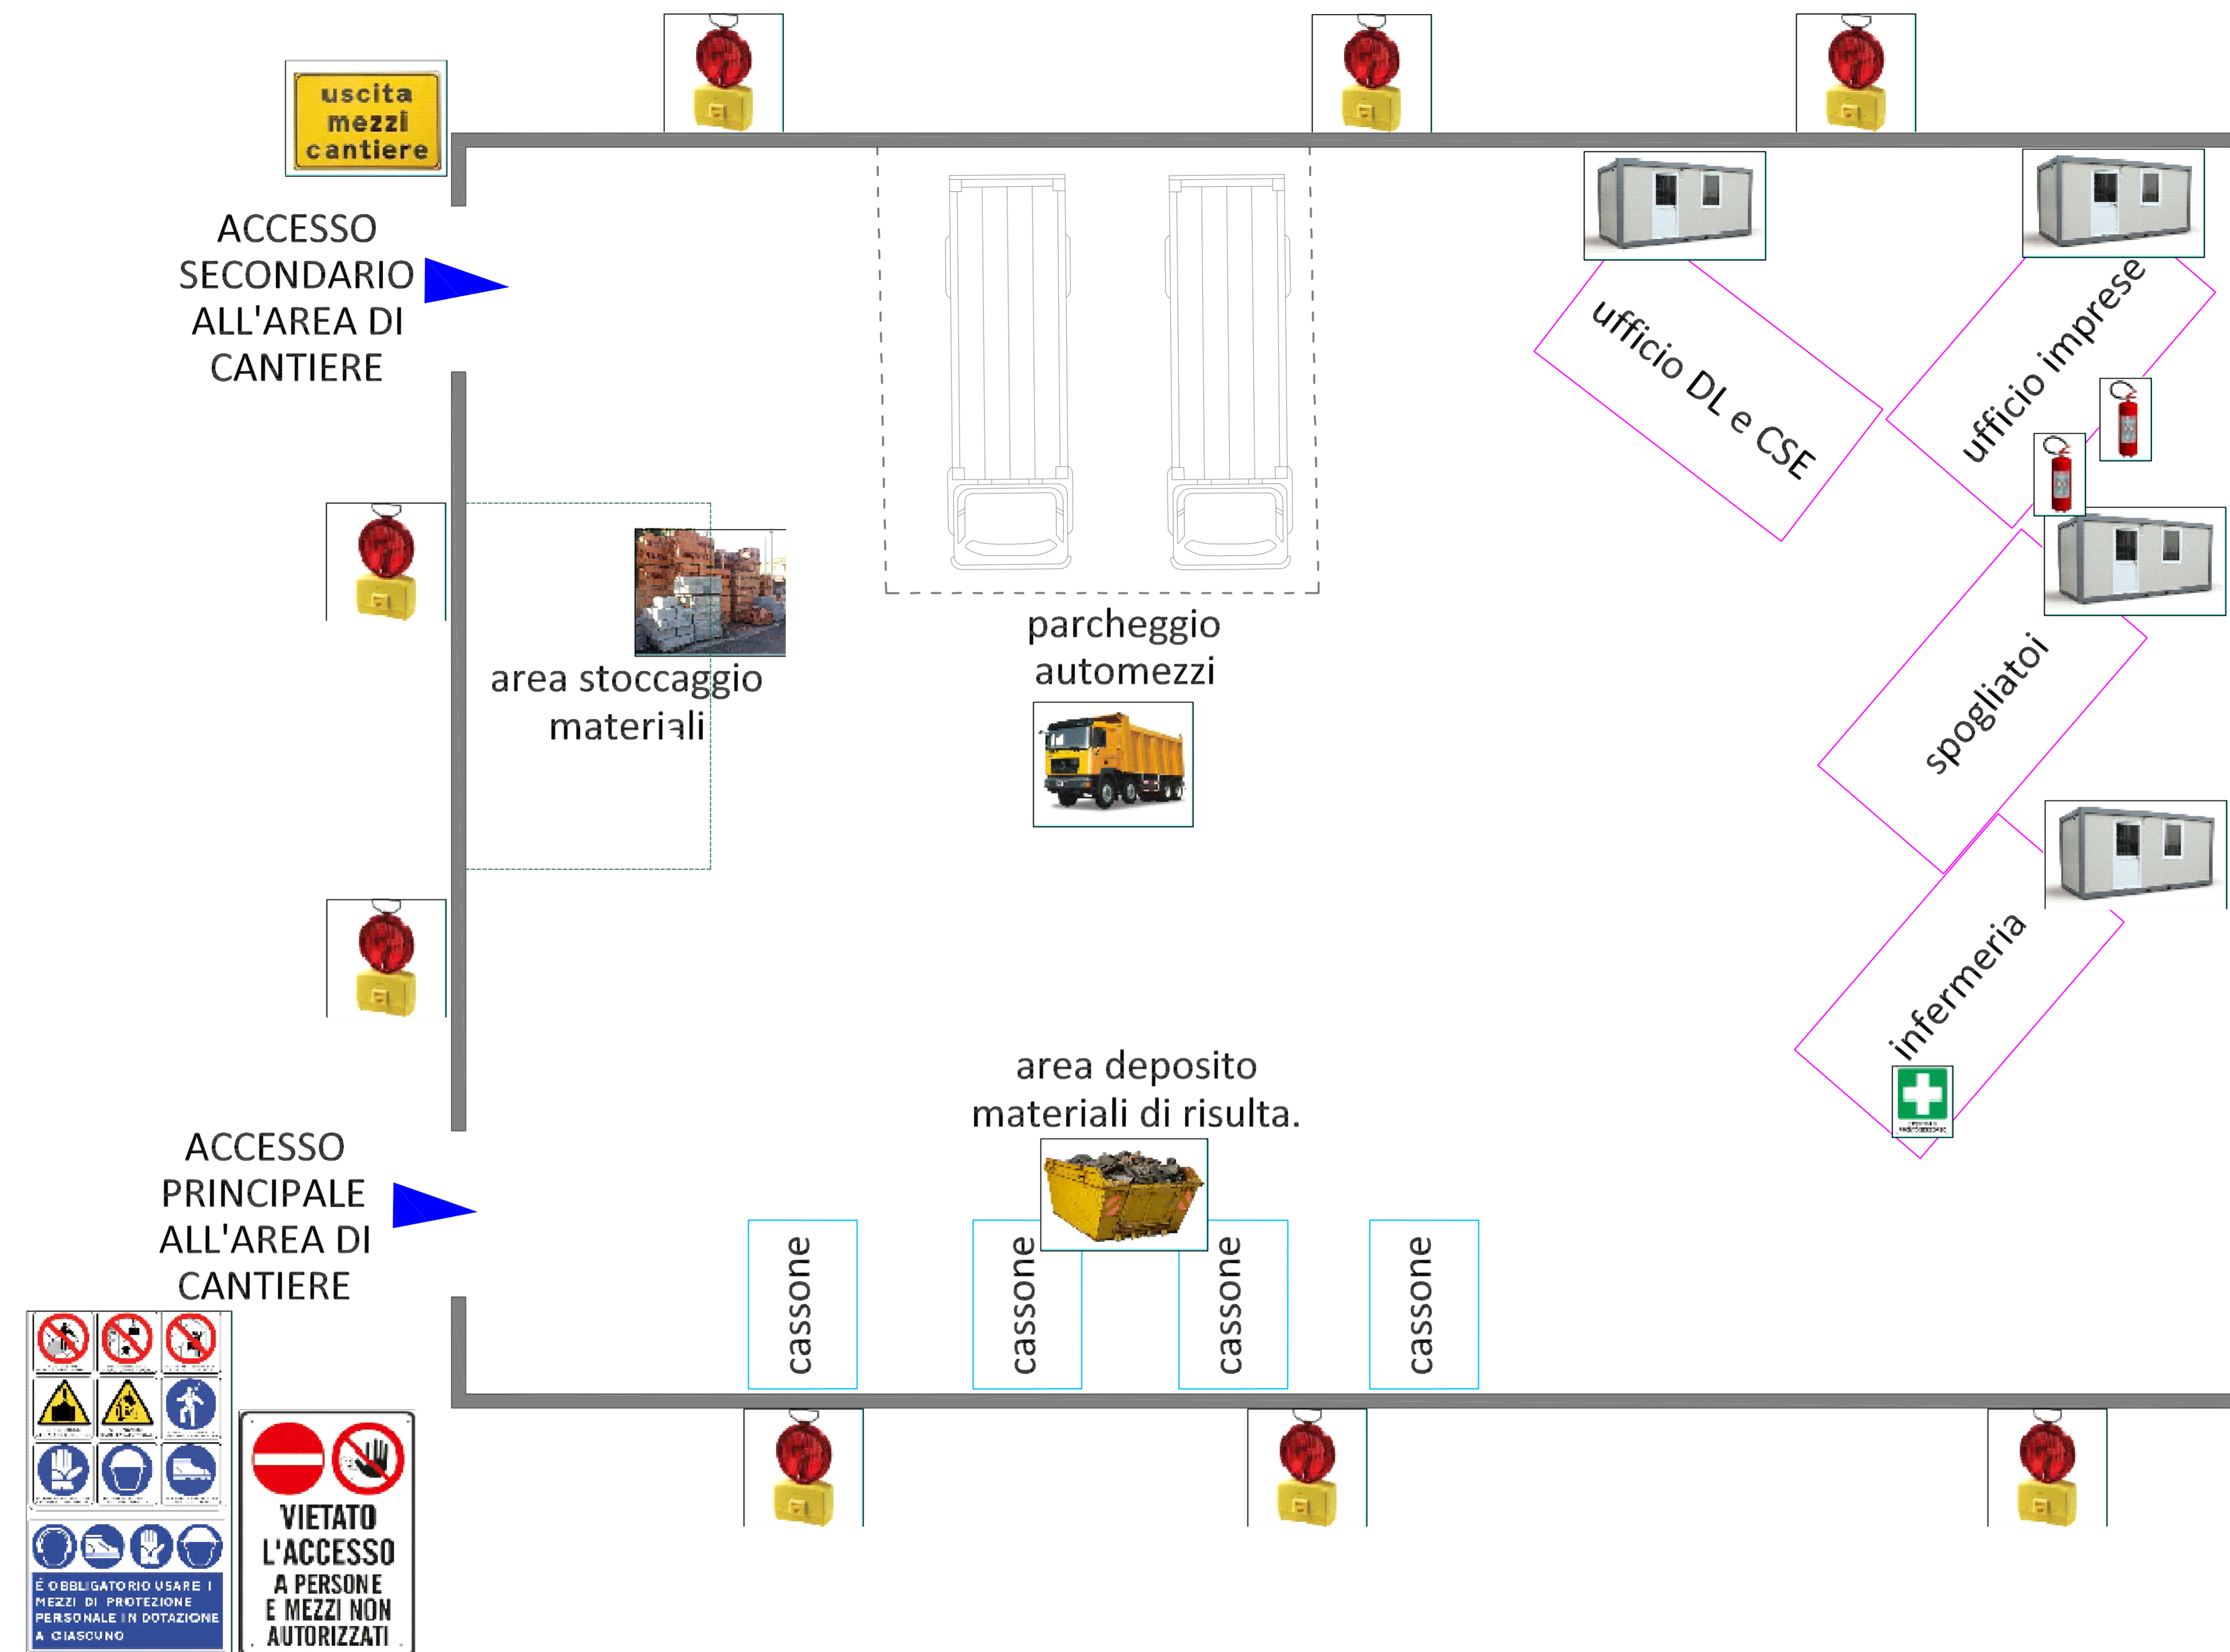 uscita
mezzi
cantiere
ACCESSO
SECONDARIO
ALL'AREA DI
CANTIERE
ufficio DL e CSE
ufficio imprese
area stoccaggio
materiali
parcheggio
automezzi
spogliatoi
infermeria
area deposito
materiali di risulta.
ACCESSO
PRINCIPALE
ALL'AREA DI
CANTIERE
cassone
cassone
cassone
cassone
VIETATO
L'ACCESSO
A PERSONE
E MEZZI NON
AUTORIZZATI
É OBBLIGATORIO USARE I
MEZZI DI PROTEZIONE
PERSONALE IN DOTAZIONE
A CIASCUNO